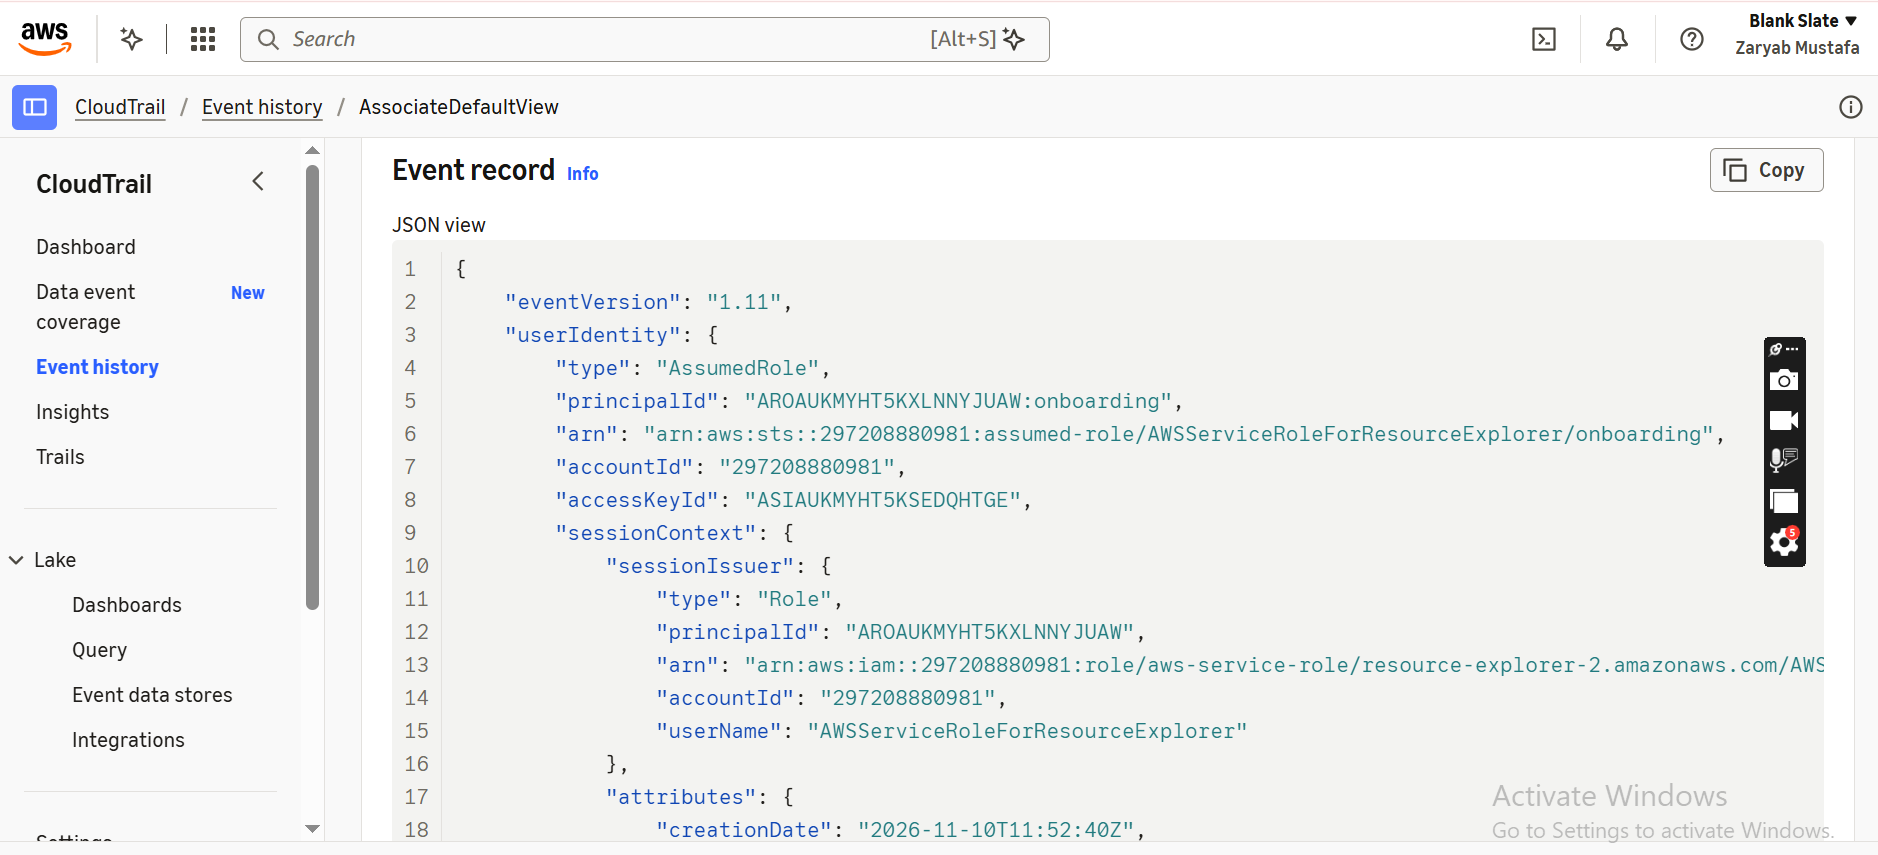 aws
Search
[Alt+S]
Blank Slate
Zaryab Mustafa
CloudTrail / Event history / AssociateDefaultView
CloudTrail
Dashboard
Data event coverage
New
Event history
Insights
Trails
Lake
Dashboards
Query
Event data stores
Integrations
Settings
Event record Info
Copy
JSON view
1 {
2 "eventVersion": "1.11",
3 "userIdentity": {
4 "type": "AssumedRole",
5 "principalId": "AROAUKMYHT5KXLNNYJUAW:onboarding",
6 "arn": "arn:aws:sts::297208880981:assumed-role/AWSServiceRoleForResourceExplorer/onboarding",
7 "accountId": "297208880981",
8 "accessKeyId": "ASIAUKMYHT5KSEDQHTGE",
9 "sessionContext": {
10 "sessionIssuer": {
11 "type": "Role",
12 "principalId": "AROAUKMYHT5KXLNNYJUAW",
13 "arn": "arn:aws:iam::297208880981:role/aws-service-role/resource-explorer-2.amazonaws.com/AWS
14 "accountId": "297208880981",
15 "userName": "AWSServiceRoleForResourceExplorer"
16 },
17 "attributes": {
18 "creationDate": "2026-11-10T11:52:40Z",
5
Activate Windows
Go to Settings to activate Windows.